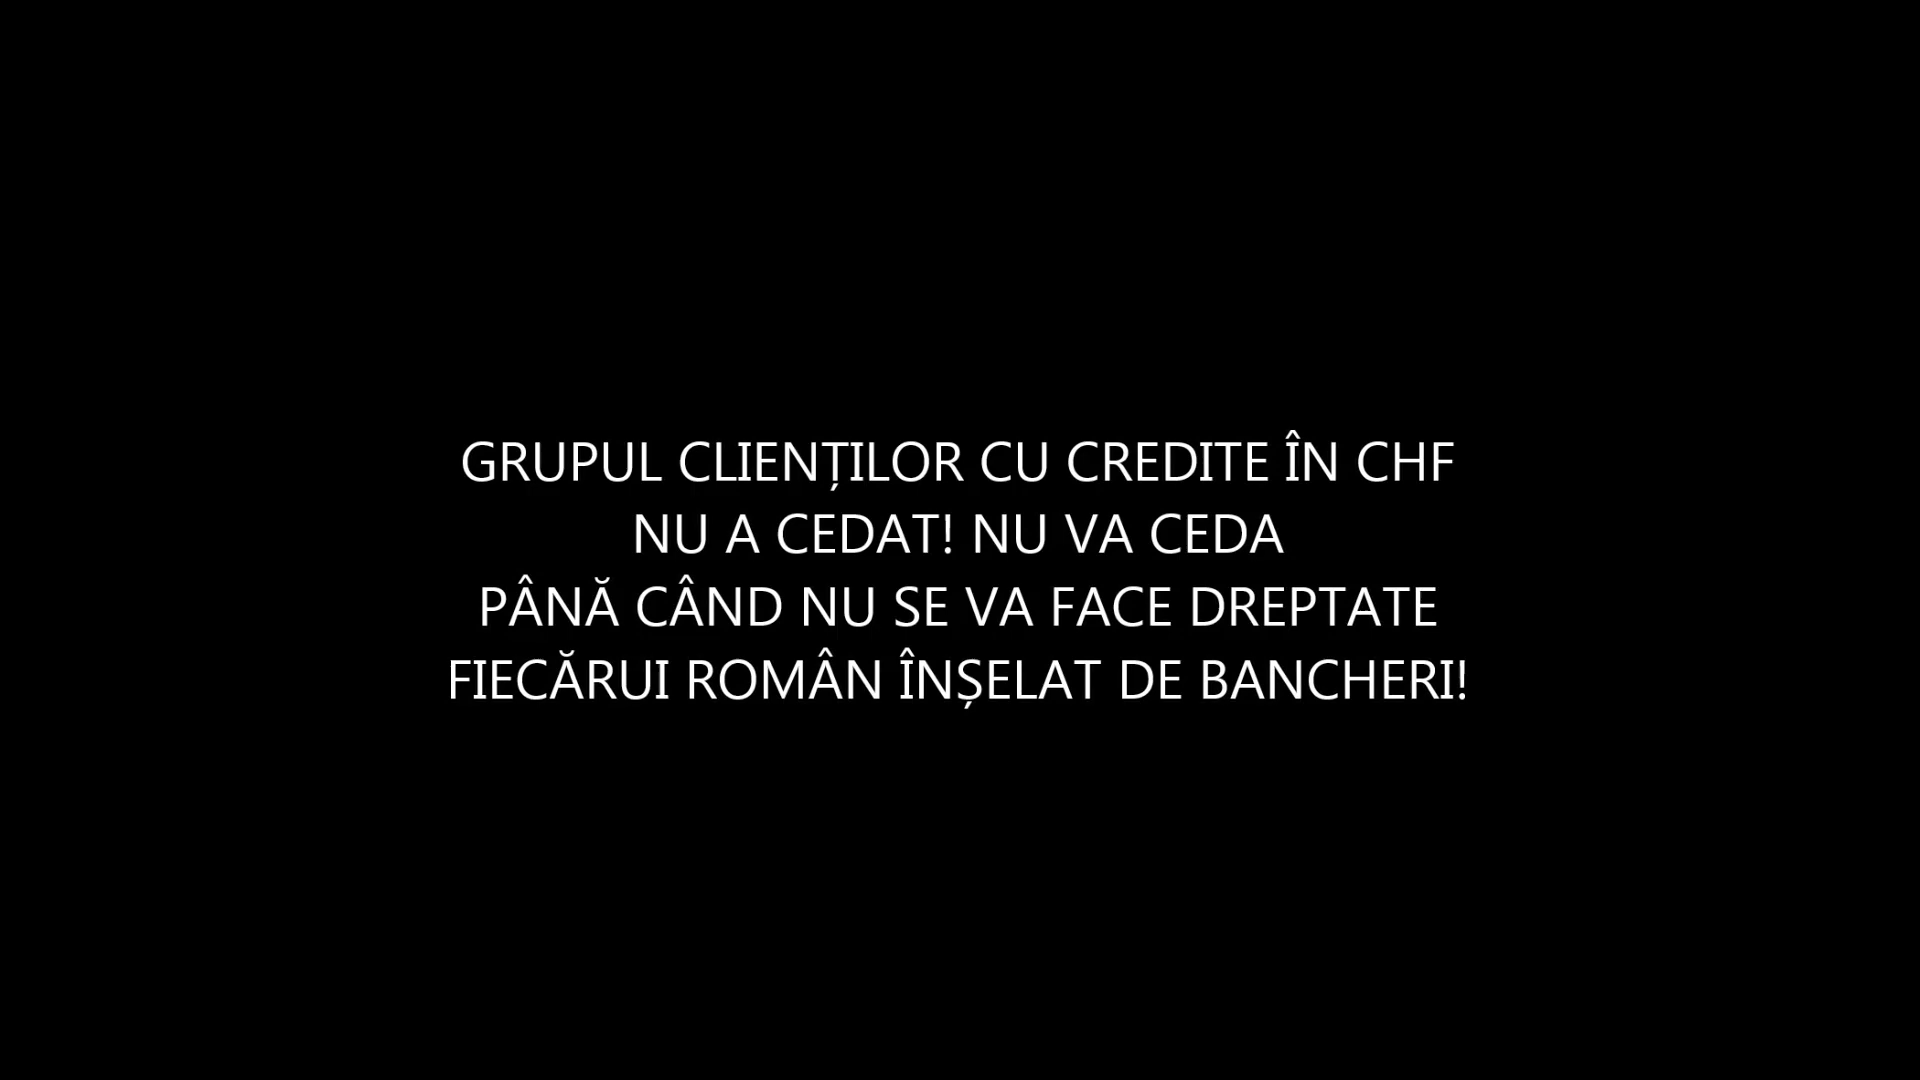 GRUPUL CLIENȚILOR CU CREDITE ÎN CHF
NU A CEDAT! NU VA CEDA
PÂNĂ CÂND NU SE VA FACE DREPTATE
FIECĂRUI ROMÂN ÎNȘELAT DE BANCHERI!